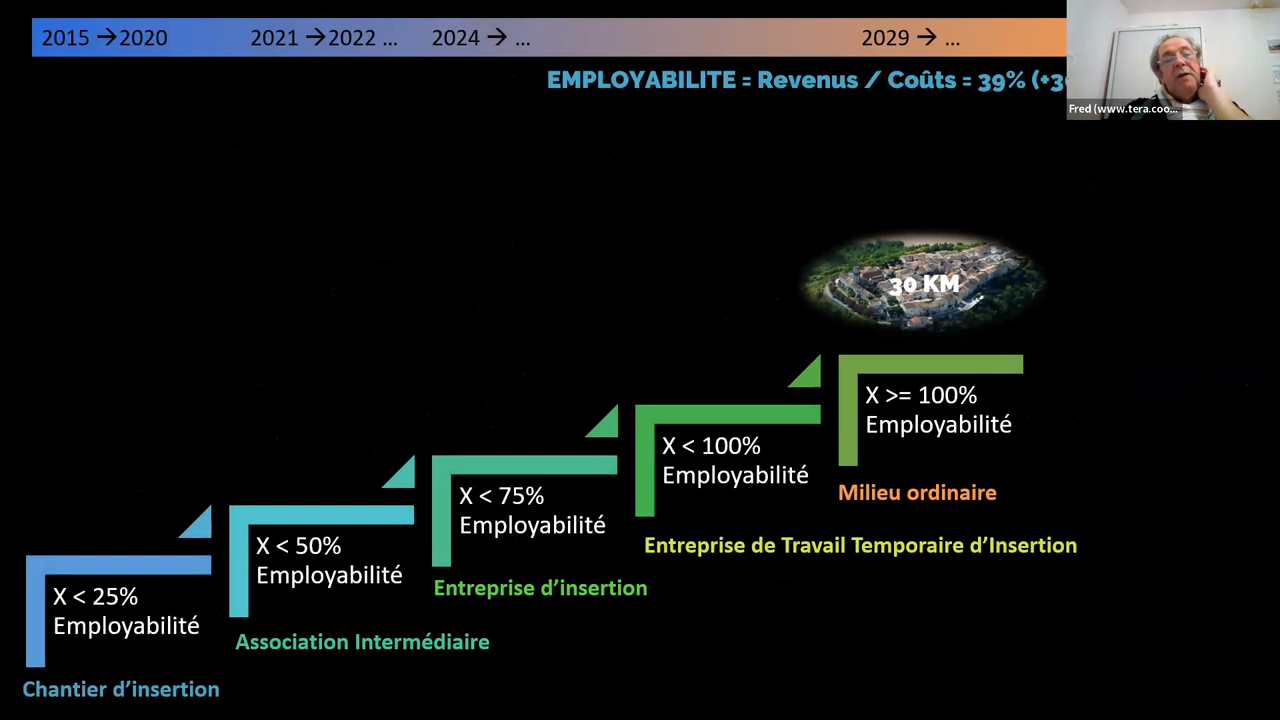 2015 → 2020
2021 → 2022 ...
2024 → ...
2029 → ...
EMPLOYABILITE = Revenus / Coûts = 39%
Fred (www.tera.coo...
30 KM
X >= 100%
Employabilité
Milieu ordinaire
X < 100%
Employabilité
Entreprise de Travail Temporaire d’Insertion
X < 75%
Employabilité
Entreprise d’insertion
X < 50%
Employabilité
Association Intermédiaire
X < 25%
Employabilité
Chantier d’insertion